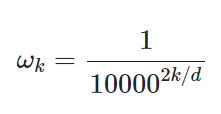 ω_k = 1 / 10000^{2k/d}